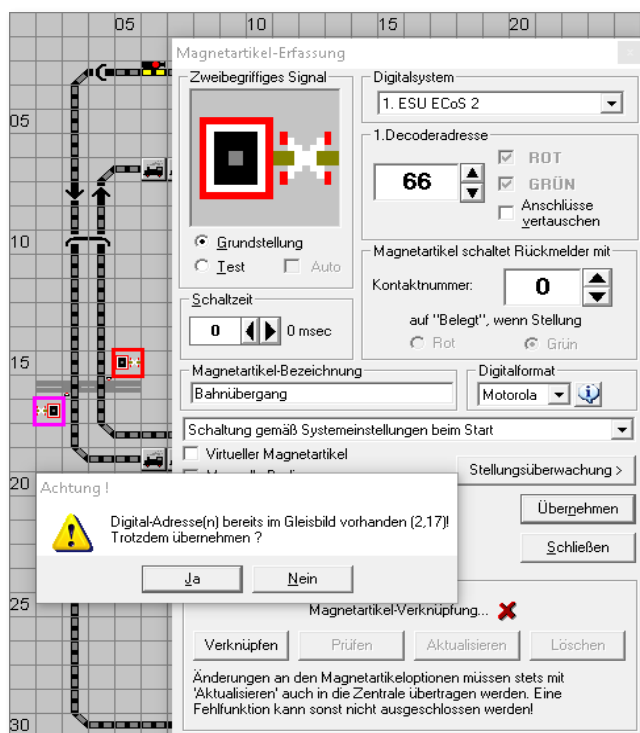 05 10 15 20
Magnetartikel-Erfassung
Zweibegriffiges Signal
Digitalsystem
1. ESU ECoS 2
05
1.Decoderadresse
66
ROT
GRÜN
Anschlüsse
vertauschen
10
Grundstellung
Test Auto
Magnetartikel schaltet Rückmelder mit
Kontaktnummer: 0
auf "Belegt", wenn Stellung
Rot Grün
Schaltzeit
0 0 msec
15
Magnetartikel-Bezeichnung
Bahnübergang
Digitalformat
Motorola
Schaltung gemäß Systemeinstellungen beim Start
Virtueller Magnetartikel
Stellungsüberwachung >
20
Achtung !
Digital-Adresse(n) bereits im Gleisbild vorhanden (2,17)!
Trotzdem übernehmen ?
Ja Nein
Übernehmen
Schließen
25
Magnetartikel-Verknüpfung...
Verknüpfen Prüfen Aktualisieren Löschen
Änderungen an den Magnetartikeloptionen müssen stets mit
'Aktualisieren' auch in die Zentrale übertragen werden. Eine
Fehlfunktion kann sonst nicht ausgeschlossen werden!
30